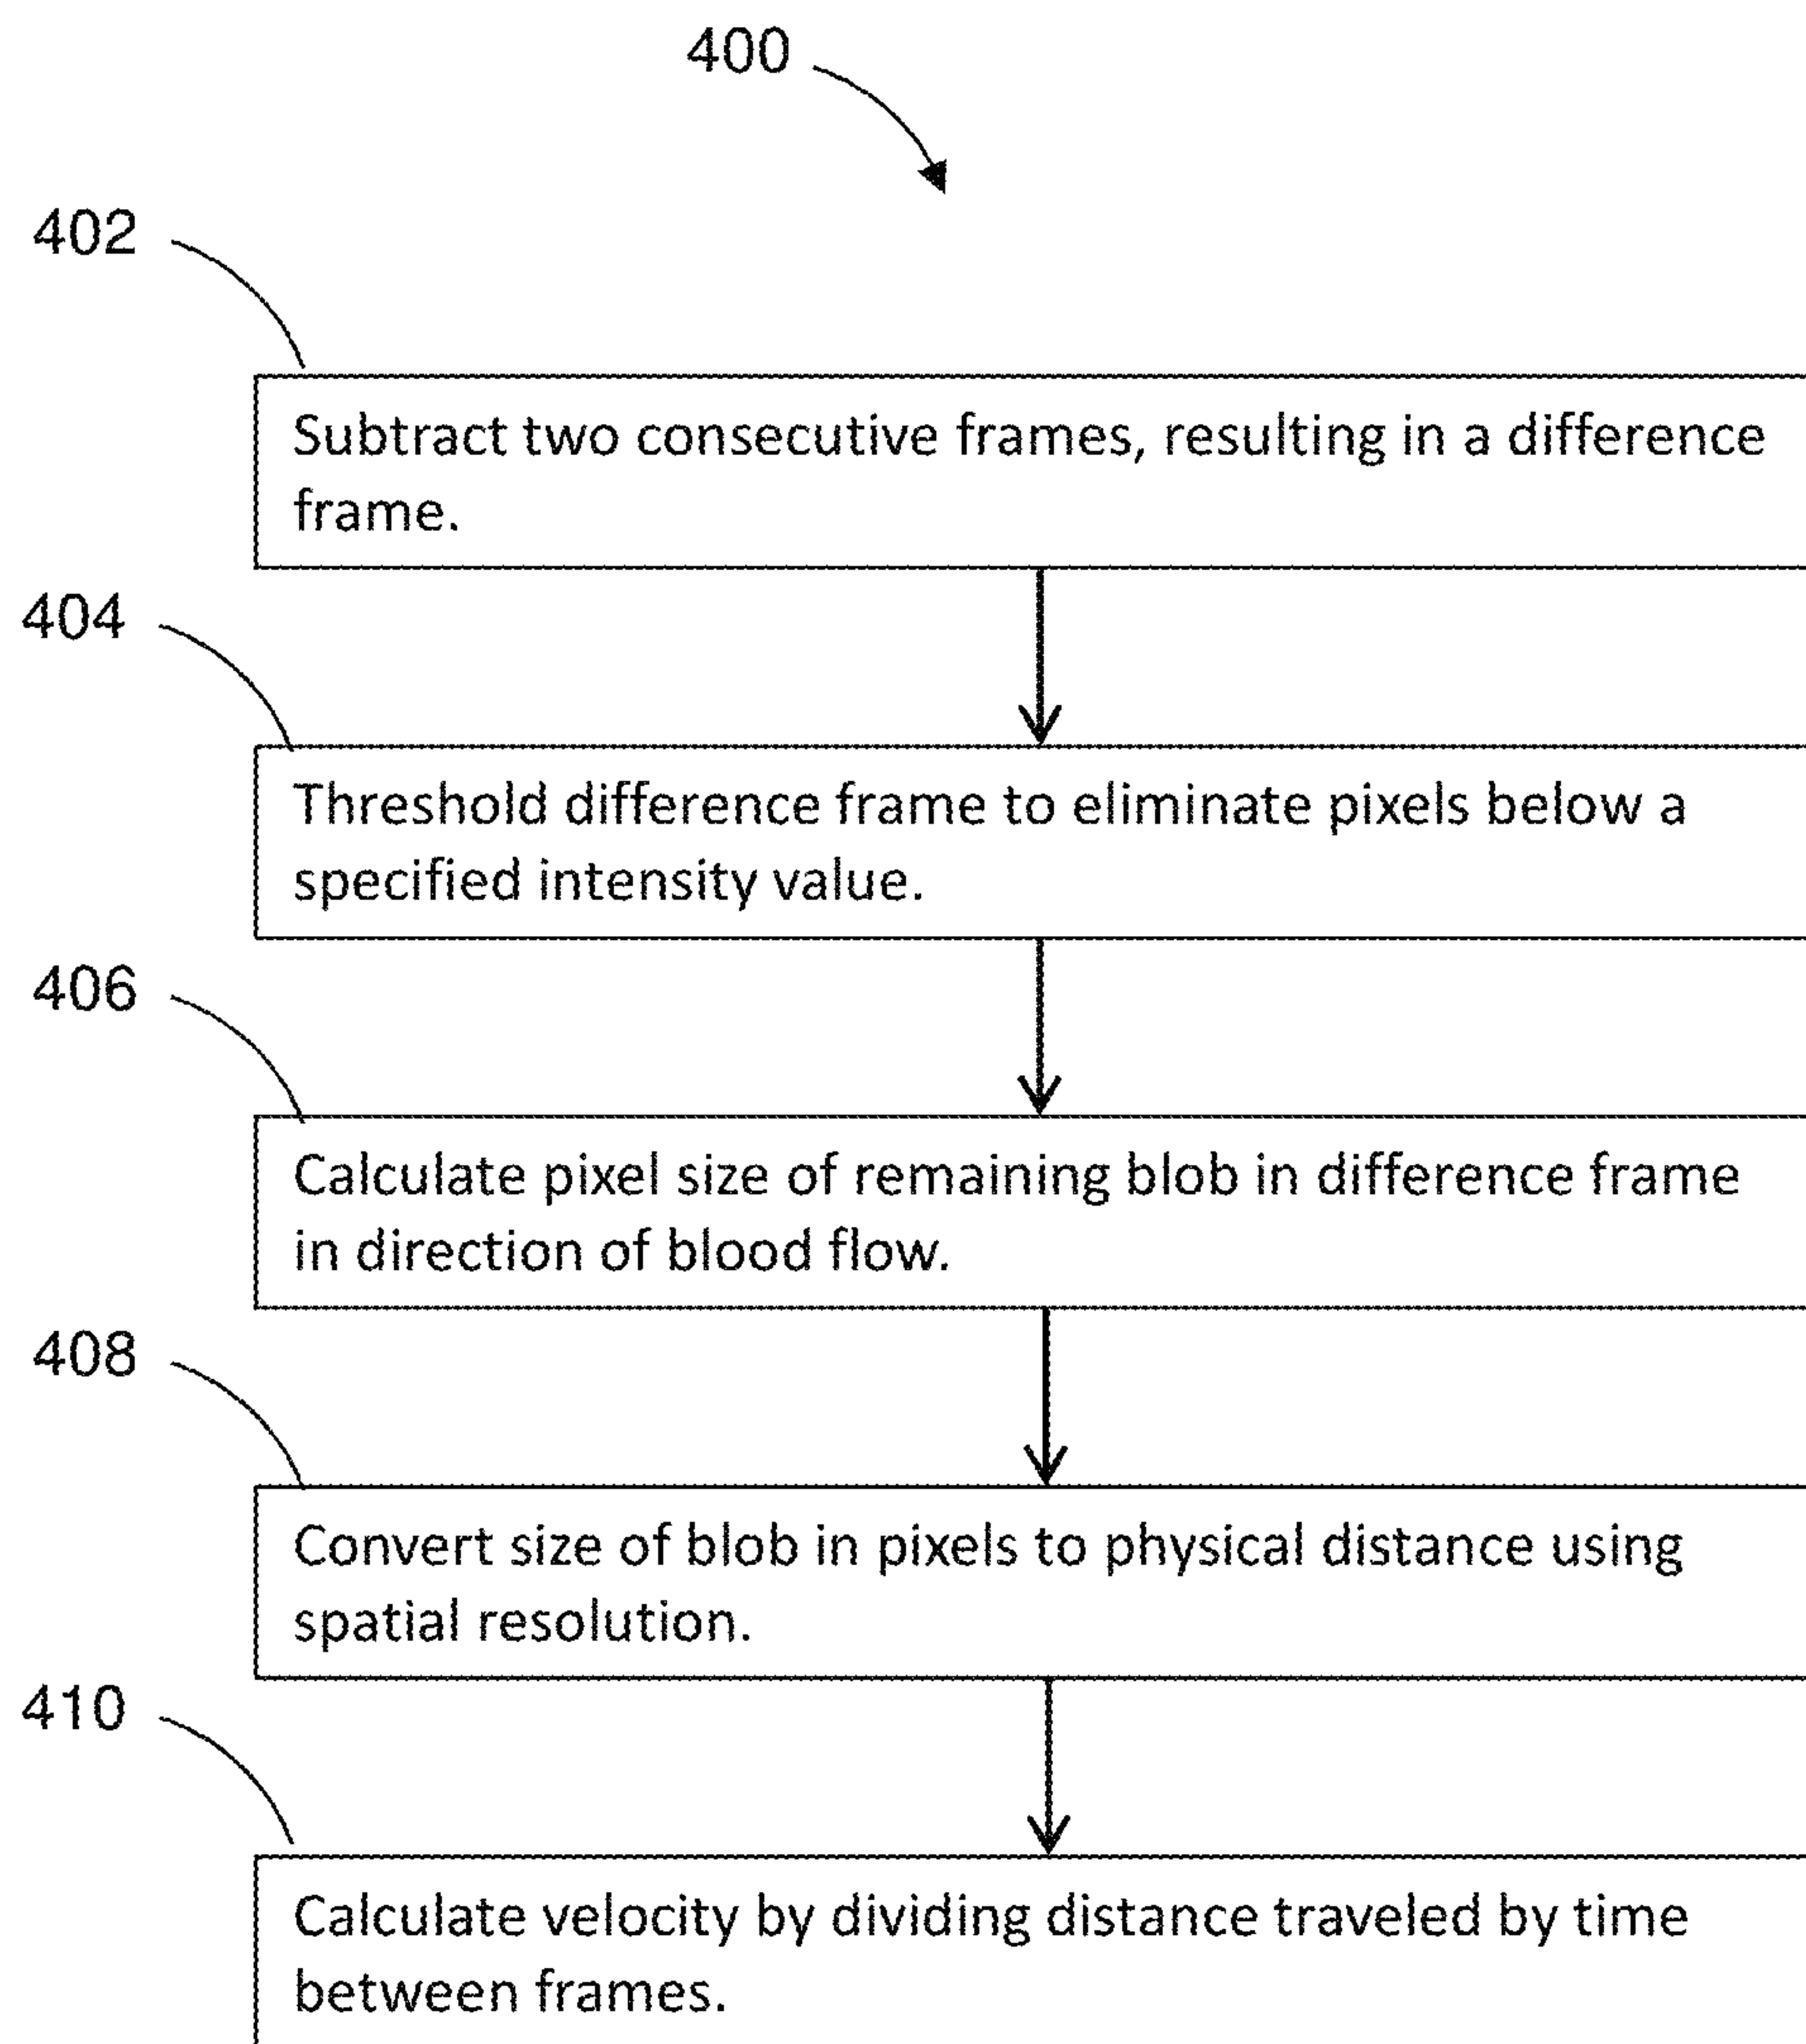 400
402
Subtract two consecutive frames, resulting in a difference
frame.
404
Threshold difference frame to eliminate pixels below a
specified intensity value.
406
Calculate pixel size of remaining blob in difference frame
in direction of blood flow.
408
Convert size of blob in pixels to physical distance using
spatial resolution.
410
Calculate velocity by dividing distance traveled by time
between frames.